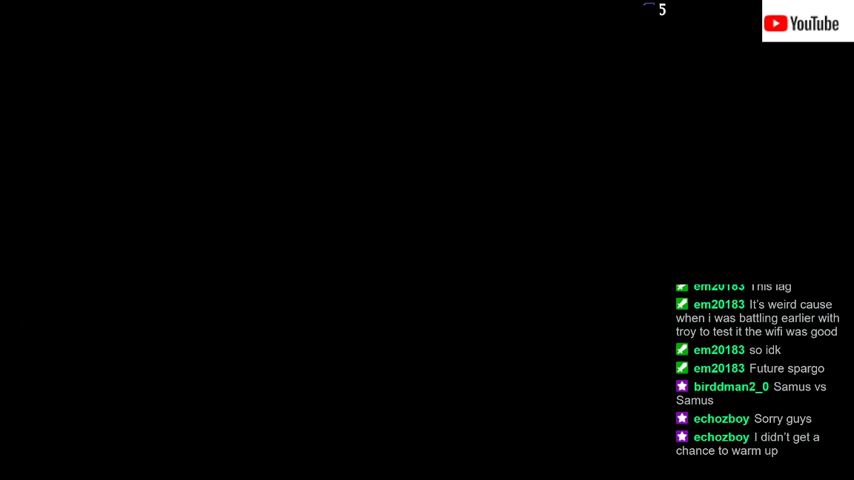 5
YouTube
em20183 This lag
em20183 It's weird cause
when i was battling earlier with
troy to test it the wifi was good
em20183 so idk
em20183 Future spargo
birddman2_0 Samus vs
Samus
echozboy Sorry guys
echozboy I didn't get a
chance to warm up